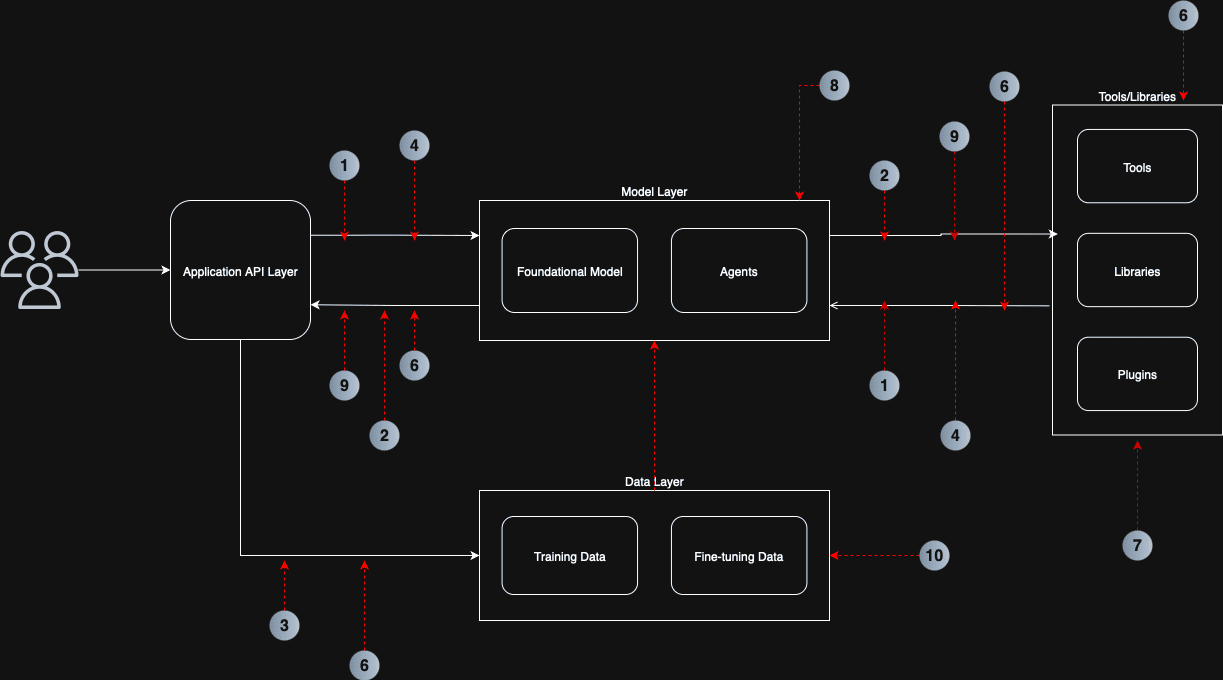 6
8
6
Tools/Libraries
9
4
1
Tools
2
Model Layer
Application API Layer
Foundational Model
Agents
Libraries
6
9
1
Plugins
2
4
Data Layer
Training Data
Fine-tuning Data
10
7
3
6